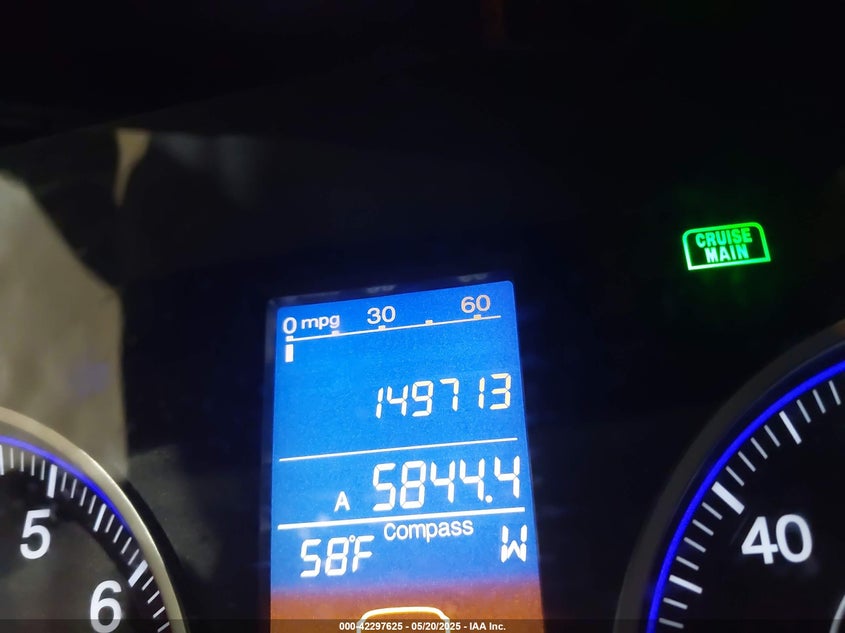 CRUISE
MAIN
0 mpg 30 60
149713
A 5844.4
Compass
58°F W
5
6
40
000-42297625 - 05/20/2025 - IAA Inc.